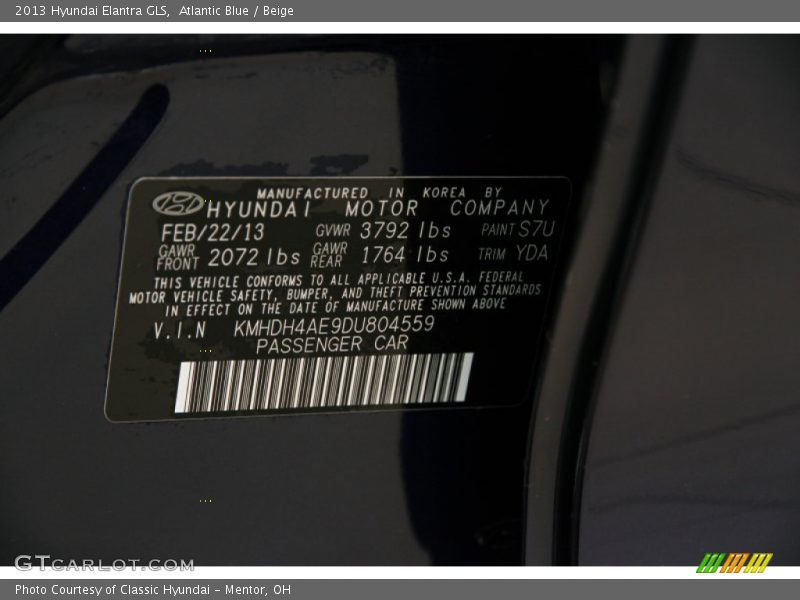 2013 Hyundai Elantra GLS, Atlantic Blue / Beige
MANUFACTURED IN KOREA BY
HYUNDAI MOTOR COMPANY
FEB/22/13 GVWR 3792 lbs PAINT S7U
GAWR FRONT 2072 lbs GAWR REAR 1764 lbs TRIM YDA
THIS VEHICLE CONFORMS TO ALL APPLICABLE U.S.A. FEDERAL
MOTOR VEHICLE SAFETY, BUMPER, AND THEFT PREVENTION STANDARDS
IN EFFECT ON THE DATE OF MANUFACTURE SHOWN ABOVE
V.I.N KMHDH4AE9DU804559
PASSENGER CAR
GTcarlot.com
Photo Courtesy of Classic Hyundai - Mentor, OH